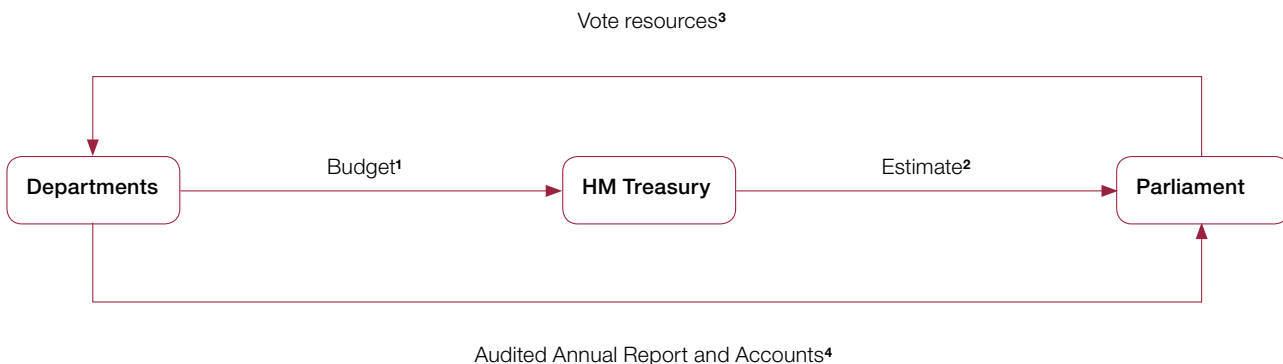 Vote resources³
Budget¹
Estimate²
Departments
HM Treasury
Parliament
Audited Annual Report and Accounts⁴